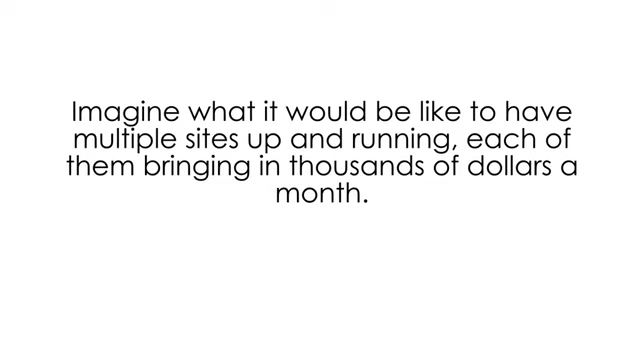 Imagine what it would be like to have
multiple sites up and running, each of
them bringing in thousands of dollars a
month.